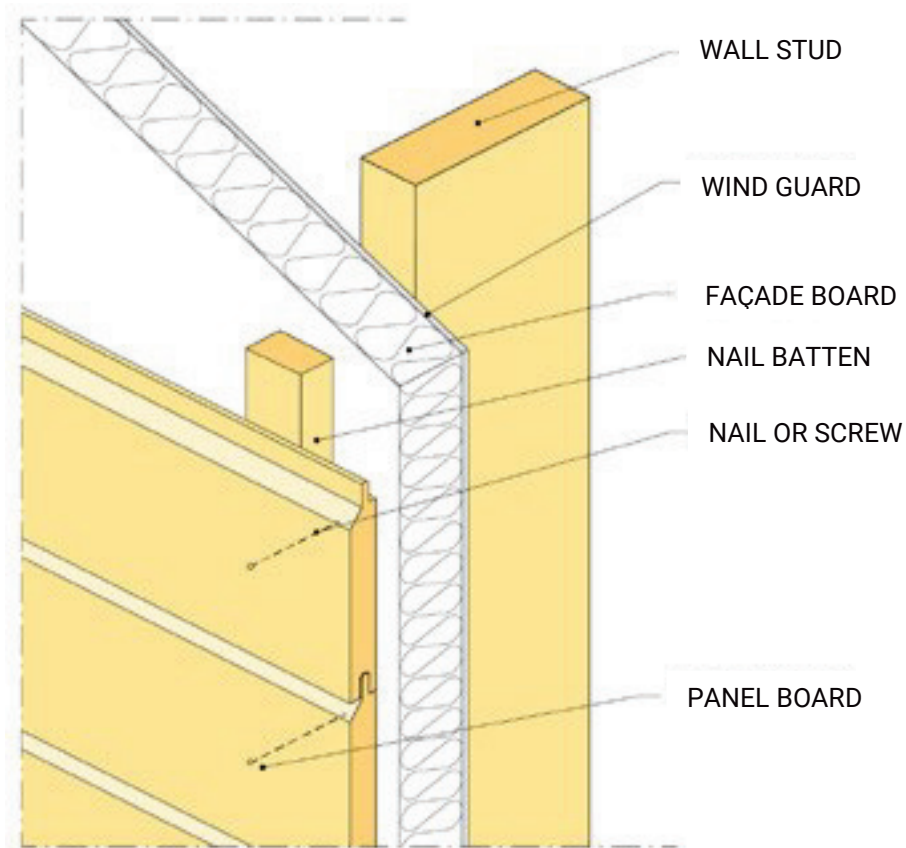 WALL STUD
WIND GUARD
FAÇADE BOARD
NAIL BATTEN
NAIL OR SCREW
PANEL BOARD